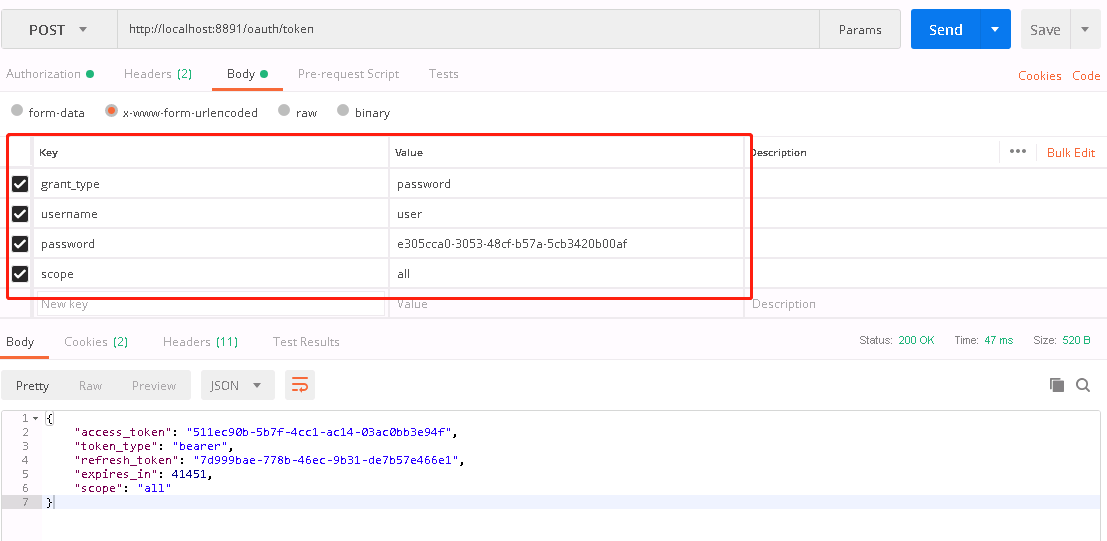 POST http://localhost:8891/oauth/token Params Send Save
Authorization Headers (2) Body Pre-request Script Tests Cookies Code
form-data x-www-form-urlencoded raw binary
Key Value Description ••• Bulk Edit
grant_type password
username user
password e305cca0-3053-48cf-b57a-5cb3420b00af
scope all
New key Value Description
Body Cookies (2) Headers (11) Test Results Status: 200 OK Time: 47 ms Size: 520 B
Pretty Raw Preview JSON
1 {
2 "access_token": "511ec90b-5b7f-4cc1-ac14-03ac0bb3e94f",
3 "token_type": "bearer",
4 "refresh_token": "7d999bae-778b-46ec-9b31-de7b57e466e1",
5 "expires_in": 41451,
6 "scope": "all"
7 }